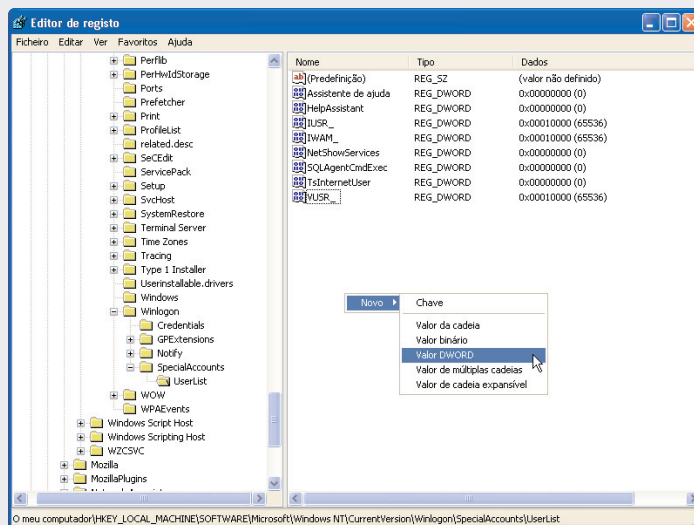 Editor de registo
Ficheiro Editar Ver Favoritos Ajuda
Perflib
PerHwIdStorage
Ports
Prefetcher
Print
ProfileList
related.desc
SeCEdit
ServicePack
Setup
SvcHost
SystemRestore
Terminal Server
Time Zones
Tracing
Type 1 Installer
Userinstallable.drivers
Windows
Winlogon
Credentials
GPExtensions
Notify
SpecialAccounts
UserList
WOW
WPAEvents
Windows Script Host
Windows Scripting Host
WZCSVC
Mozilla
MozillaPlugins
Nome Tipo Dados
(Predefinição) REG_SZ (valor não definido)
Assistente de ajuda REG_DWORD 0x00000000 (0)
HelpAssistant REG_DWORD 0x00000000 (0)
IUSR_ REG_DWORD 0x00010000 (65536)
IWAM_ REG_DWORD 0x00010000 (65536)
NetShowServices REG_DWORD 0x00000000 (0)
SQLAgentCmdExec REG_DWORD 0x00000000 (0)
TsInternetUser REG_DWORD 0x00000000 (0)
VUSR_ REG_DWORD 0x00010000 (65536)
Novo
Chave
Valor da cadeia
Valor binário
Valor DWORD
Valor de múltiplas cadeias
Valor de cadeia expansível
O meu computador\HKEY_LOCAL_MACHINE\SOFTWARE\Microsoft\Windows NT\CurrentVersion\Winlogon\SpecialAccounts\UserList